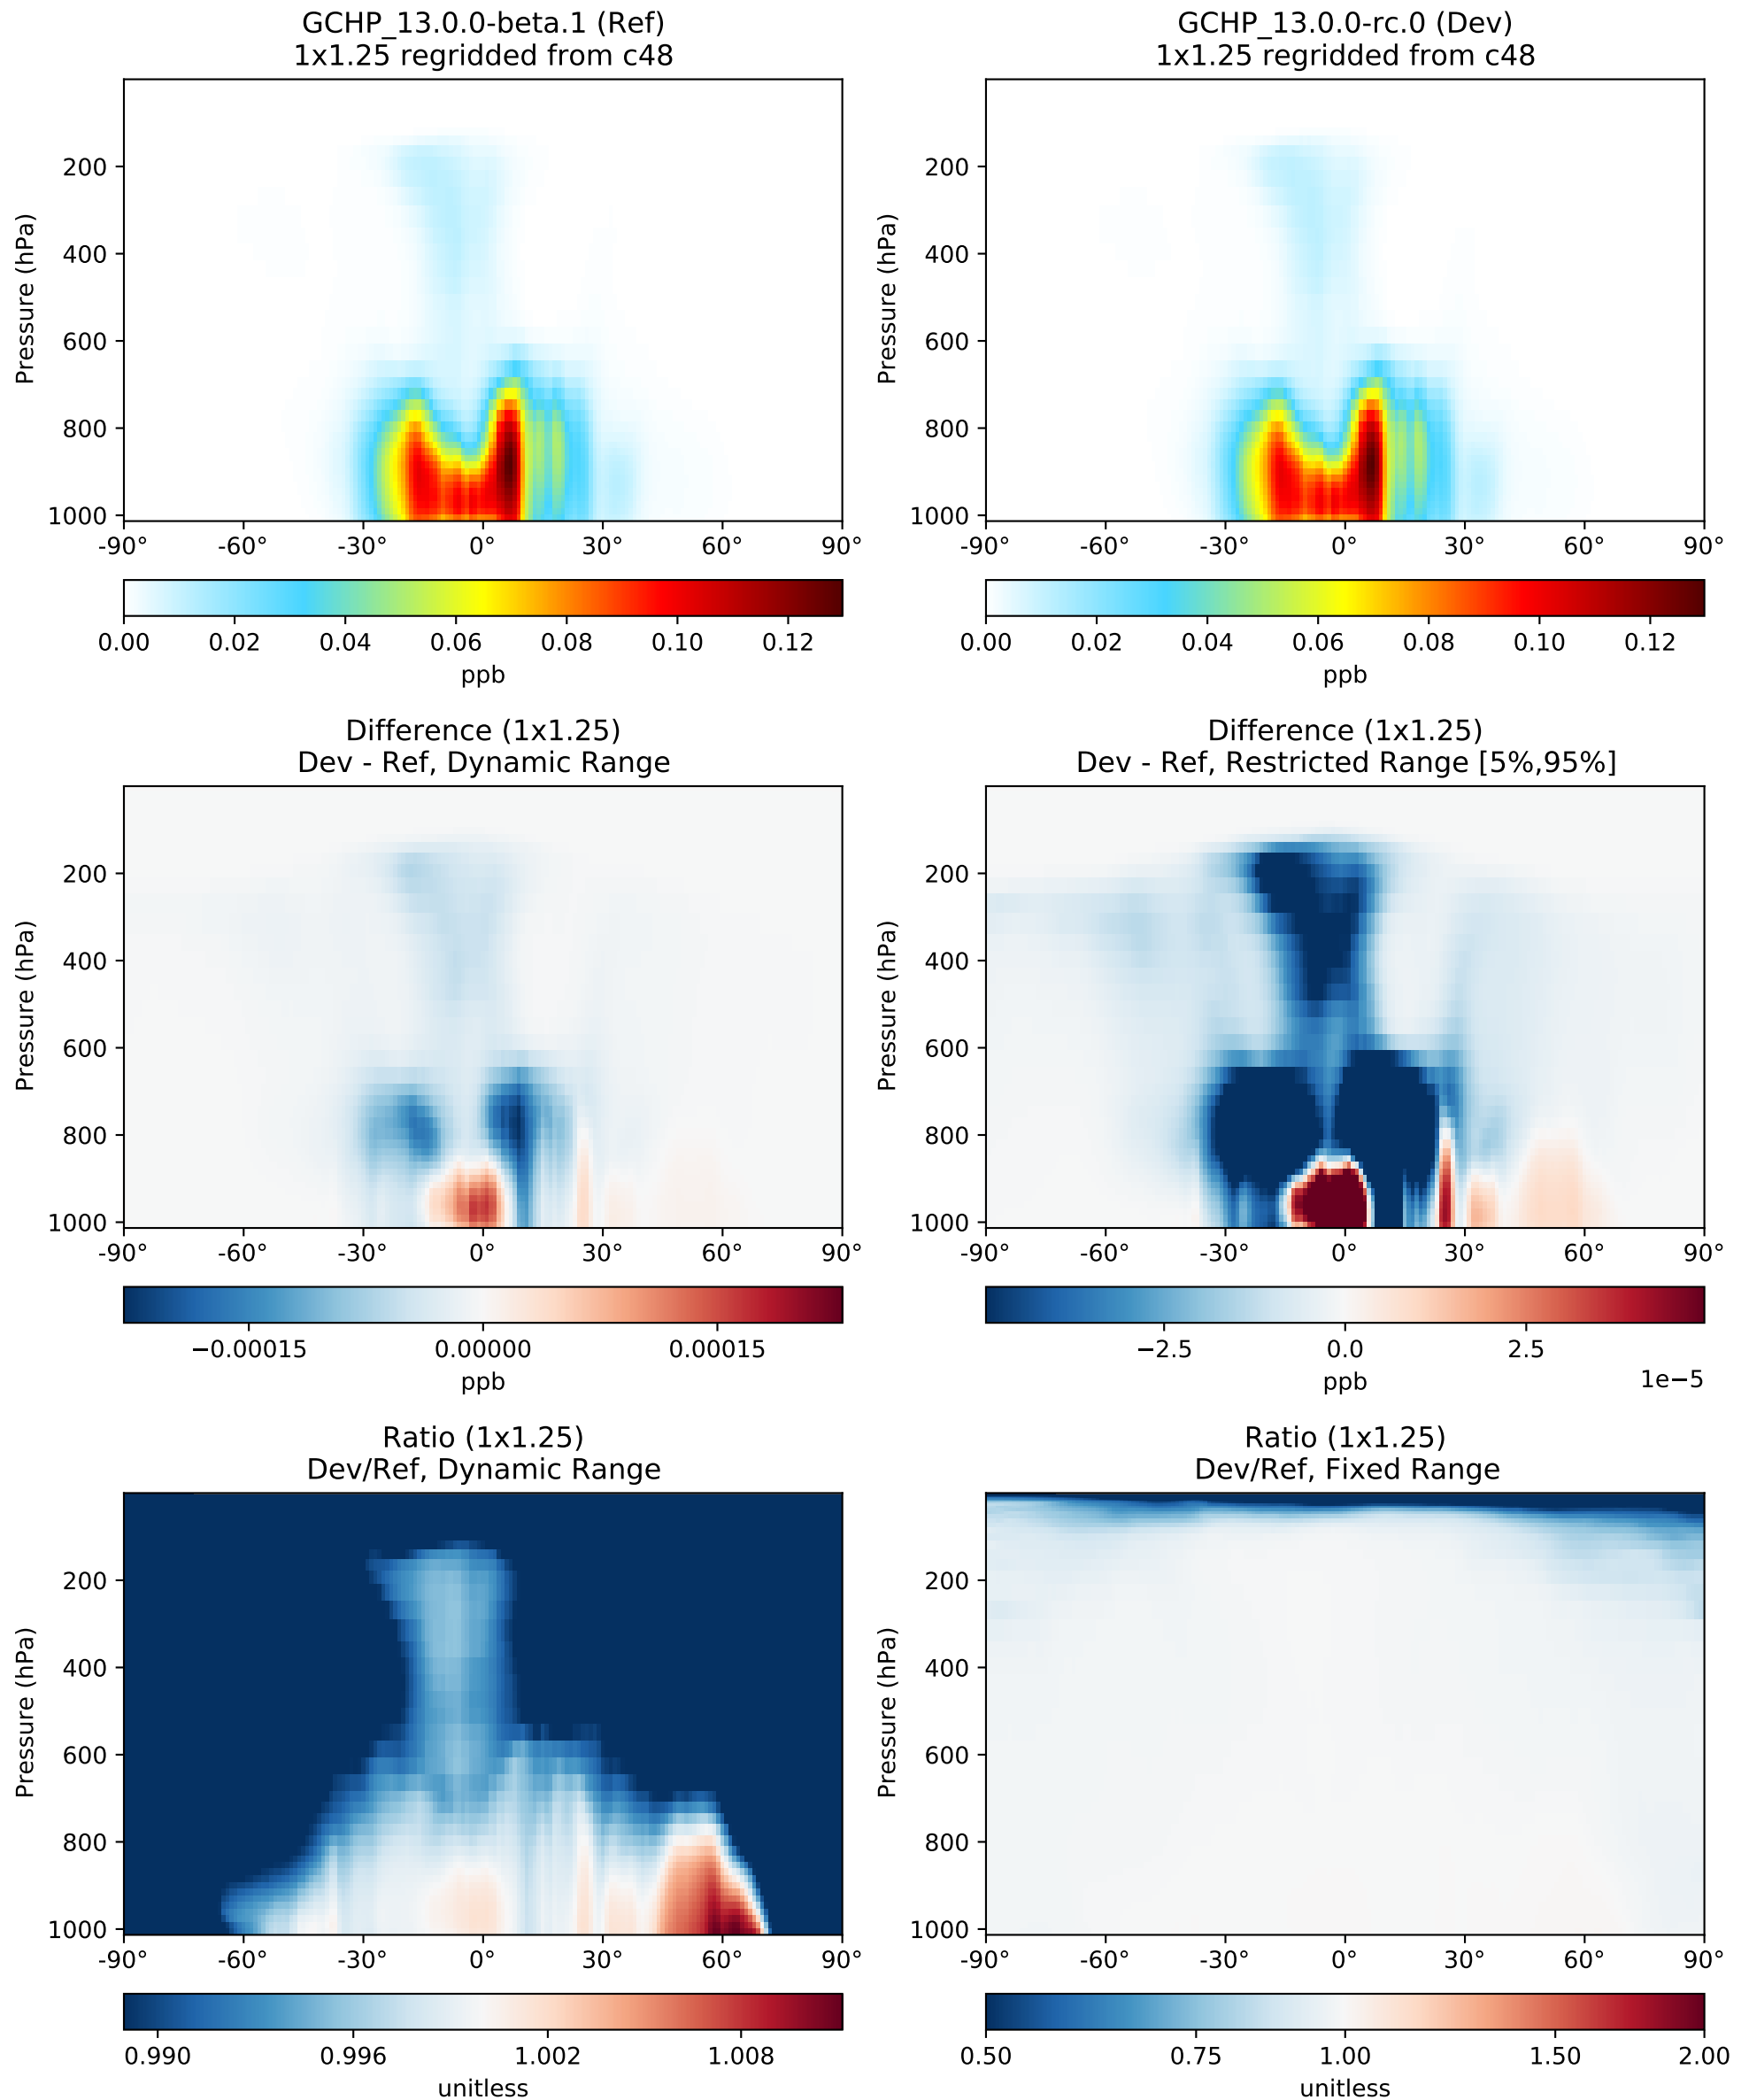 GCHP_13.0.0-beta.1 (Ref)
1x1.25 regridded from c48
Pressure (hPa)
200
400
600
800
1000
-90° -60° -30° 0° 30° 60° 90°
0.00 0.02 0.04 0.06 0.08 0.10 0.12
ppb
GCHP_13.0.0-rc.0 (Dev)
1x1.25 regridded from c48
Pressure (hPa)
200
400
600
800
1000
-90° -60° -30° 0° 30° 60° 90°
0.00 0.02 0.04 0.06 0.08 0.10 0.12
ppb
Difference (1x1.25)
Dev - Ref, Dynamic Range
Pressure (hPa)
200
400
600
800
1000
-90° -60° -30° 0° 30° 60° 90°
−0.00015 0.00000 0.00015
ppb
Difference (1x1.25)
Dev - Ref, Restricted Range [5%,95%]
Pressure (hPa)
200
400
600
800
1000
-90° -60° -30° 0° 30° 60° 90°
−2.5 0.0 2.5
1e−5
ppb
Ratio (1x1.25)
Dev/Ref, Dynamic Range
Pressure (hPa)
200
400
600
800
1000
-90° -60° -30° 0° 30° 60° 90°
0.990 0.996 1.002 1.008
unitless
Ratio (1x1.25)
Dev/Ref, Fixed Range
Pressure (hPa)
200
400
600
800
1000
-90° -60° -30° 0° 30° 60° 90°
0.50 0.75 1.00 1.50 2.00
unitless